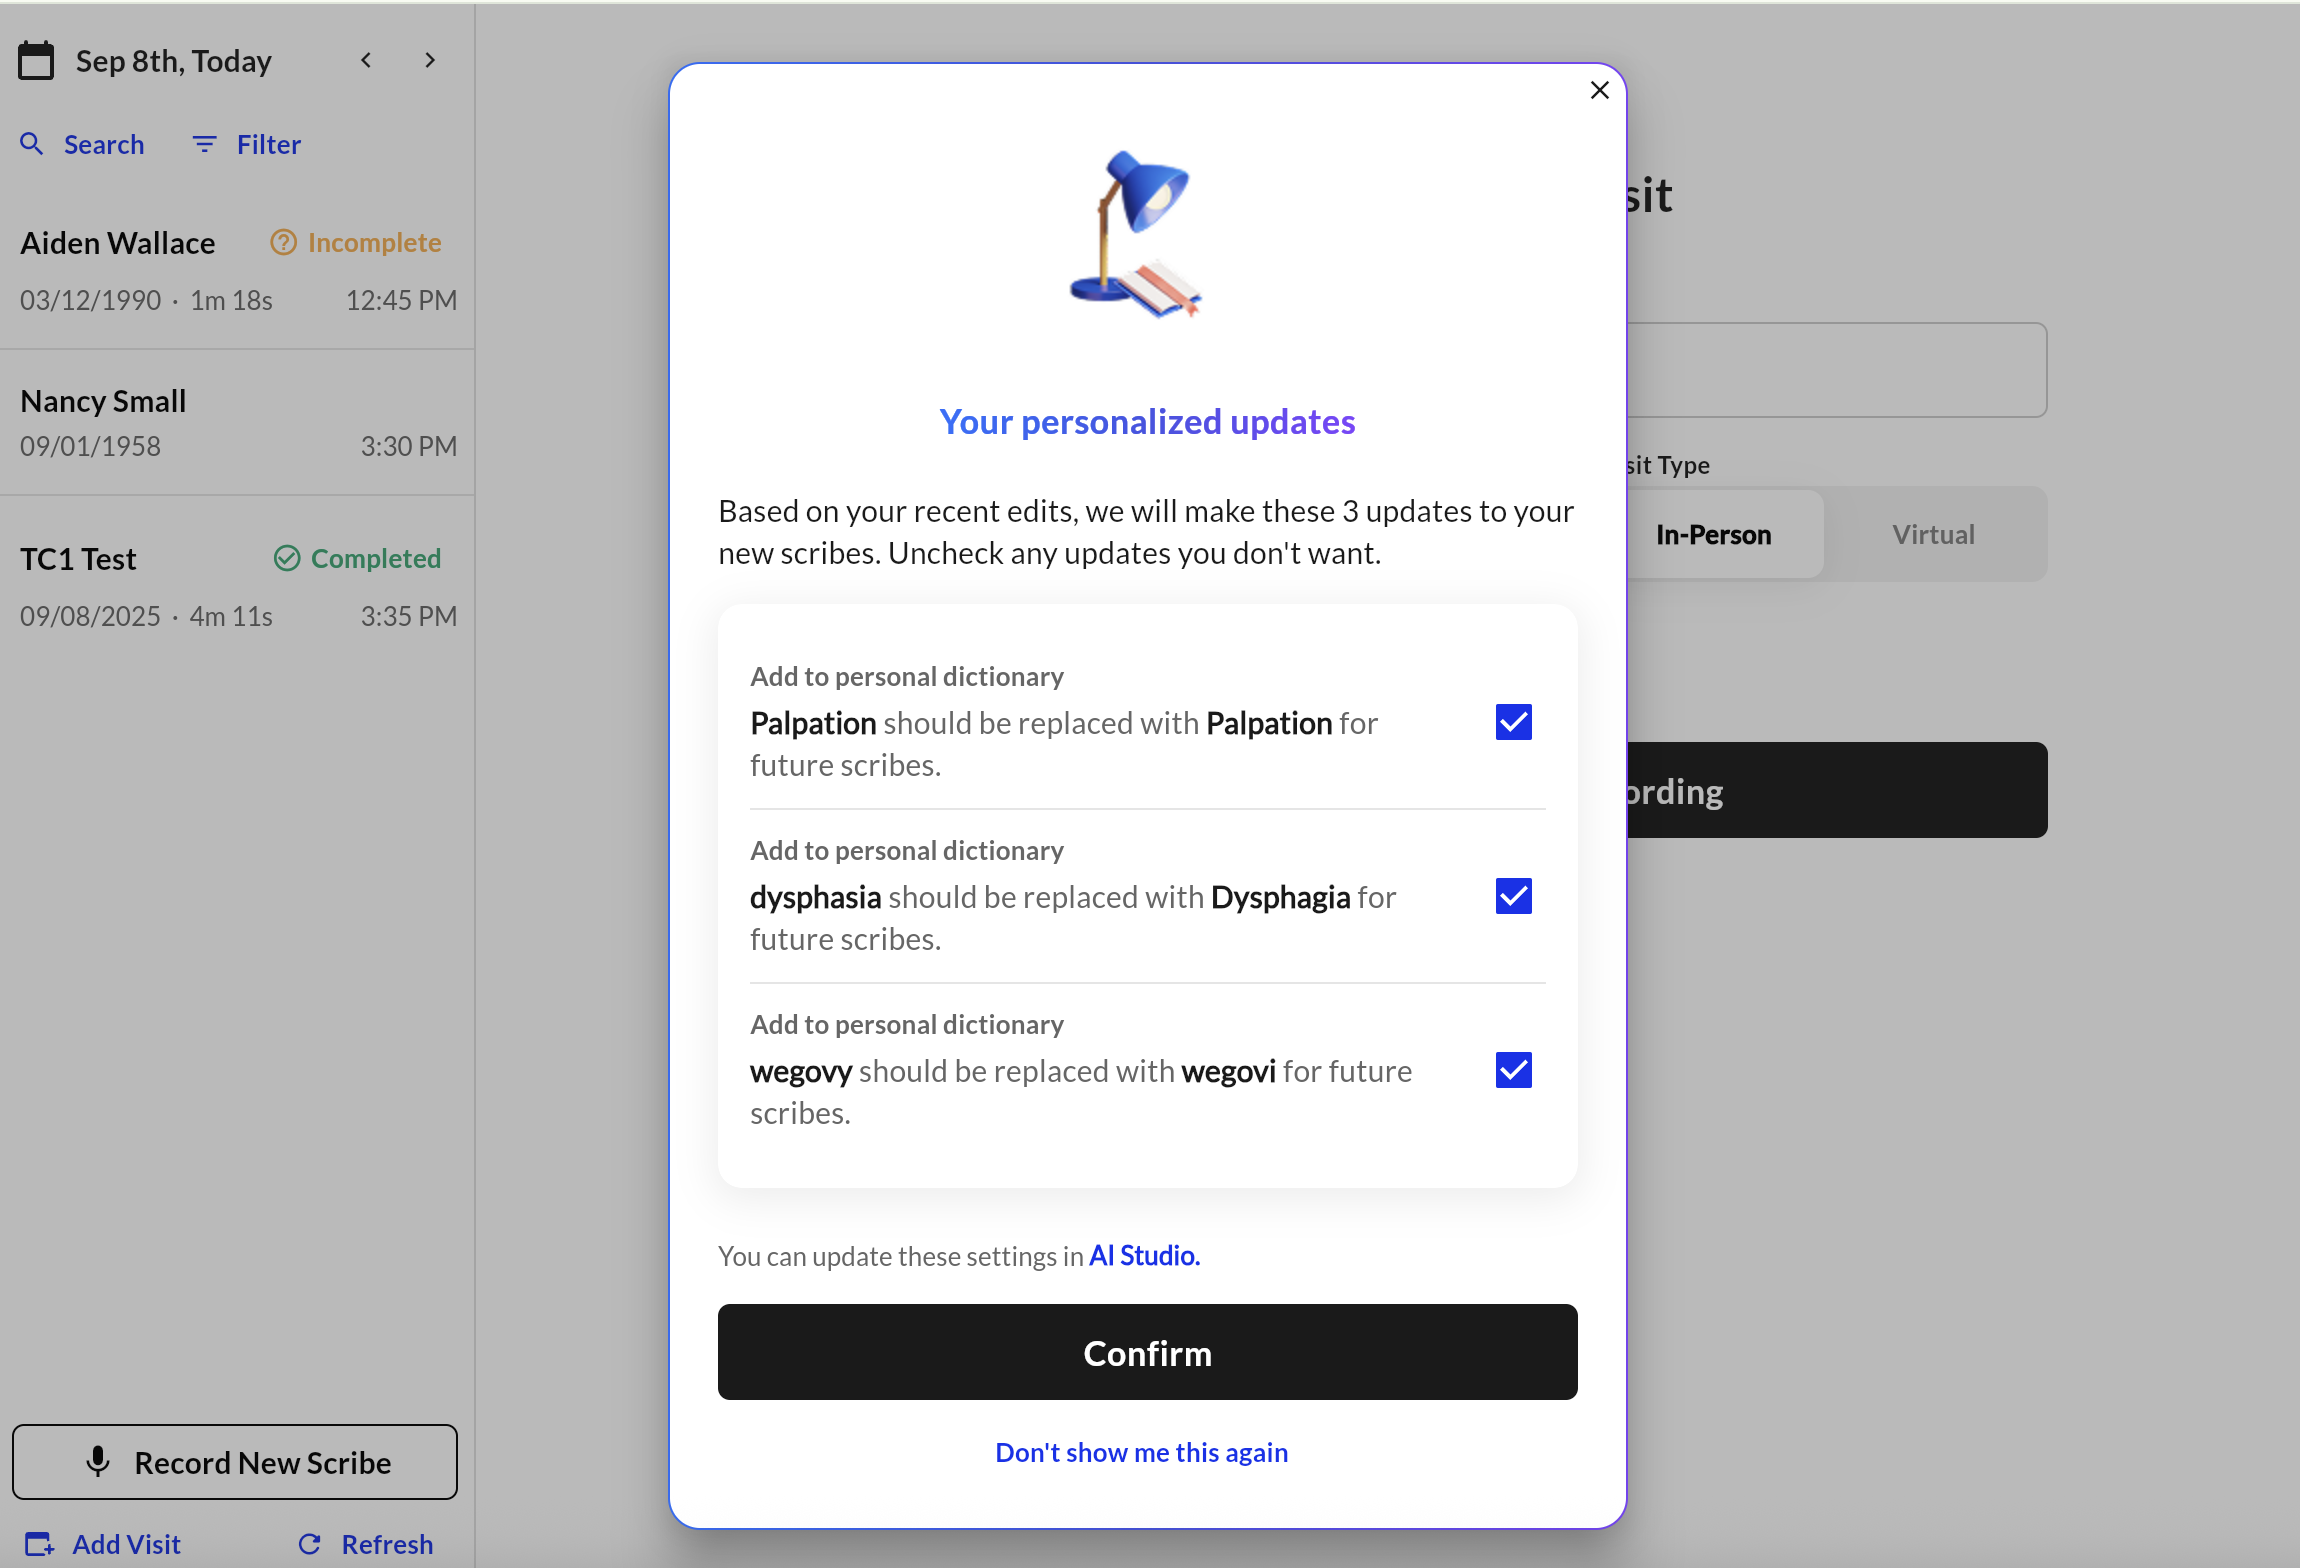 Sep 8th, Today
Search
Filter
Aiden Wallace
Incomplete
03/12/1990 · 1m 18s
12:45 PM
Nancy Small
09/01/1958
3:30 PM
TC1 Test
Completed
09/08/2025 · 4m 11s
3:35 PM
Record New Scribe
Add Visit
Refresh
Your personalized updates
Based on your recent edits, we will make these 3 updates to your
new scribes. Uncheck any updates you don't want.
Add to personal dictionary
Palpation should be replaced with Palpation for
future scribes.
Add to personal dictionary
dysphasia should be replaced with Dysphagia for
future scribes.
Add to personal dictionary
wegovy should be replaced with wegovi for future
scribes.
You can update these settings in AI Studio.
Confirm
Don't show me this again
sit
sit Type
In-Person
Virtual
ording